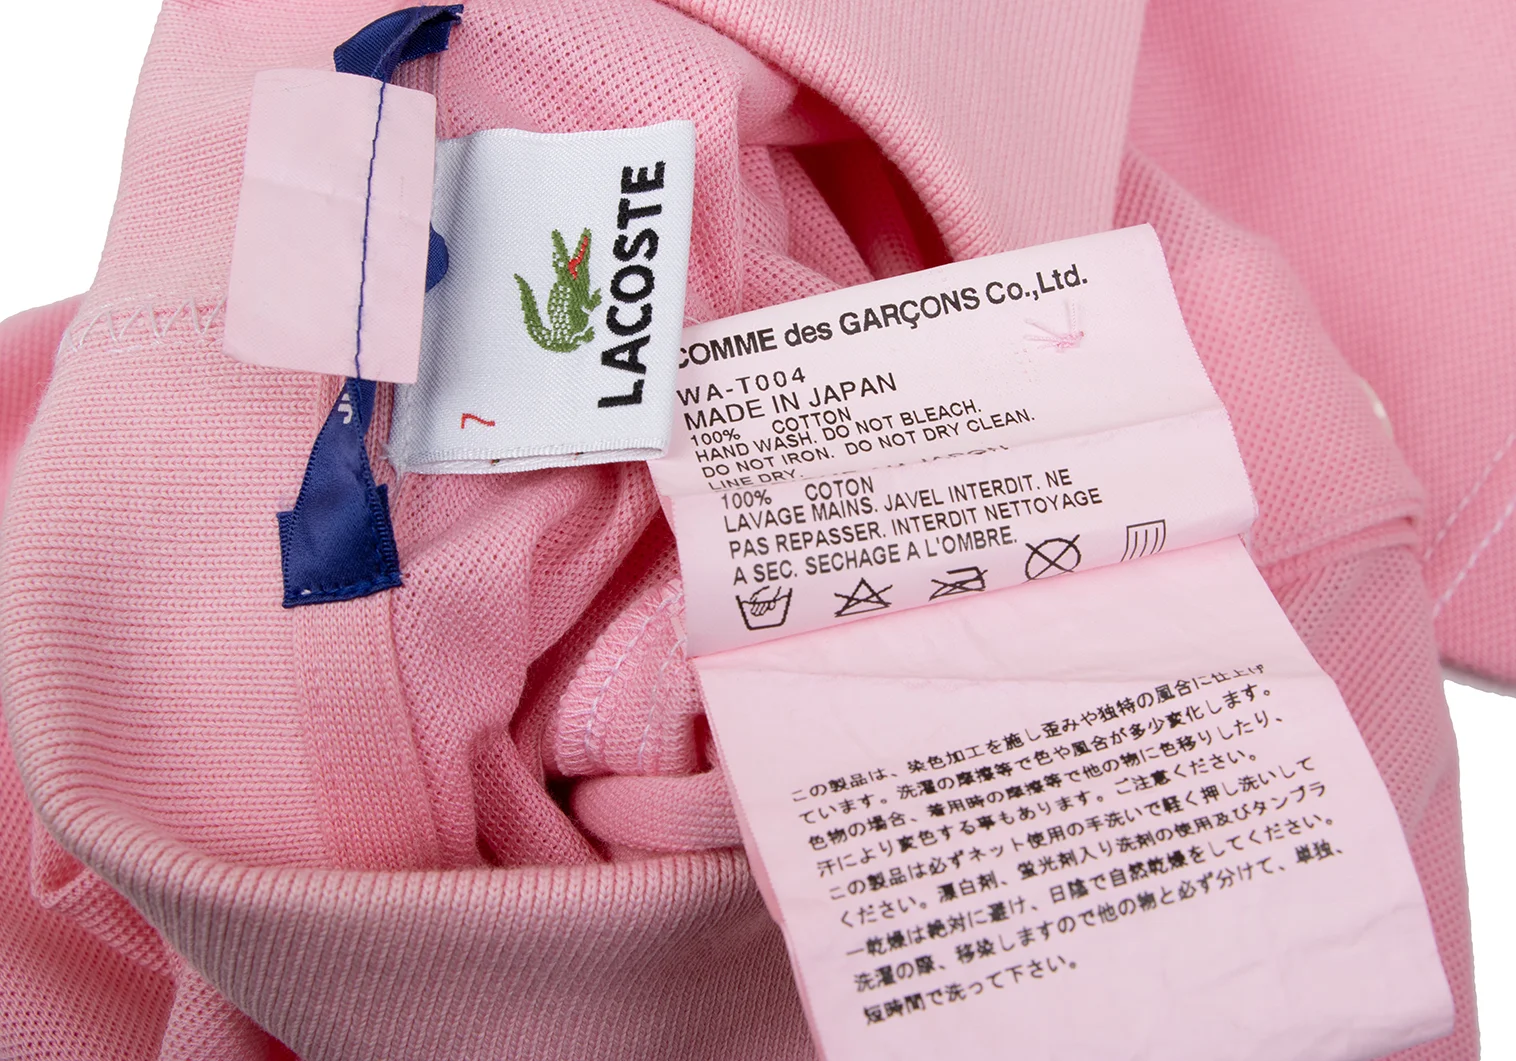 LACOSTE
7
COMME des GARÇONS Co.,Ltd.
WA-T004
MADE IN JAPAN
100% COTTON
HAND WASH. DO NOT BLEACH.
DO NOT IRON. DO NOT DRY CLEAN.
LINE DRY.
100% COTON
LAVAGE MAINS. JAVEL INTERDIT. NE
PAS REPASSER. INTERDIT NETTOYAGE
A SEC. SECHAGE A L'OMBRE.
この製品は、染色加工を施し歪みや独特の風合に仕上げ
ています。洗濯の摩擦等で色や風合が多少変化します。
色物の場合、着用時の摩擦等で他の物に色移りしたり、
汗により変色する事もあります。ご注意ください。
この製品は必ずネット使用の手洗いで軽く押し洗いして
ください。漂白剤、蛍光剤入り洗剤の使用及びタンブラ
ー乾燥は絶対に避け、日陰で自然乾燥をしてください。
洗濯の際、移染しますので他の物と必ず分けて、単独、
短時間で洗って下さい。